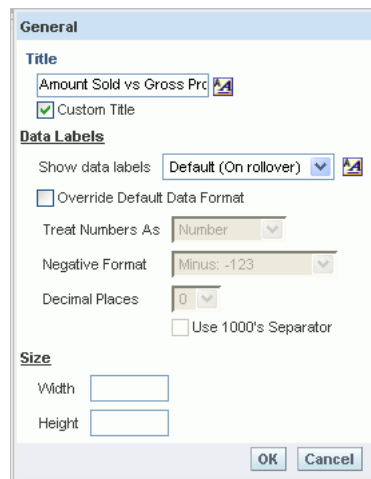 General
Title
Amount Sold vs Gross Prc
Custom Title
Data Labels
Show data labels Default (On rollover)
Override Default Data Format
Treat Numbers As Number
Negative Format Minus: -123
Decimal Places 0
Use 1000's Separator
Size
Width
Height
OK Cancel